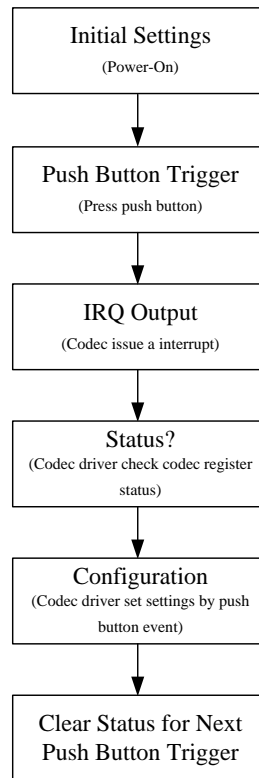 Initial Settings
(Power-On)
Push Button Trigger
(Press push button)
IRQ Output
(Codec issue a interrupt)
Status?
(Codec driver check codec register
status)
Configuration
(Codec driver set settings by push
button event)
Clear Status for Next
Push Button Trigger